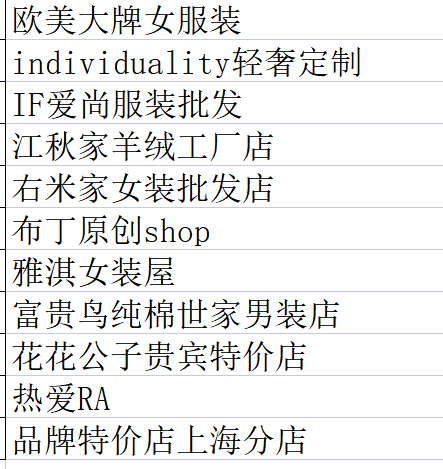 欧美大牌女服装
individuality轻奢定制
IF爱尚服装批发
江秋家羊绒工厂店
右米家女装批发店
布丁原创shop
雅淇女装屋
富贵鸟纯棉世家男装店
花花公子贵宾特价店
热爱RA
品牌特价店上海分店